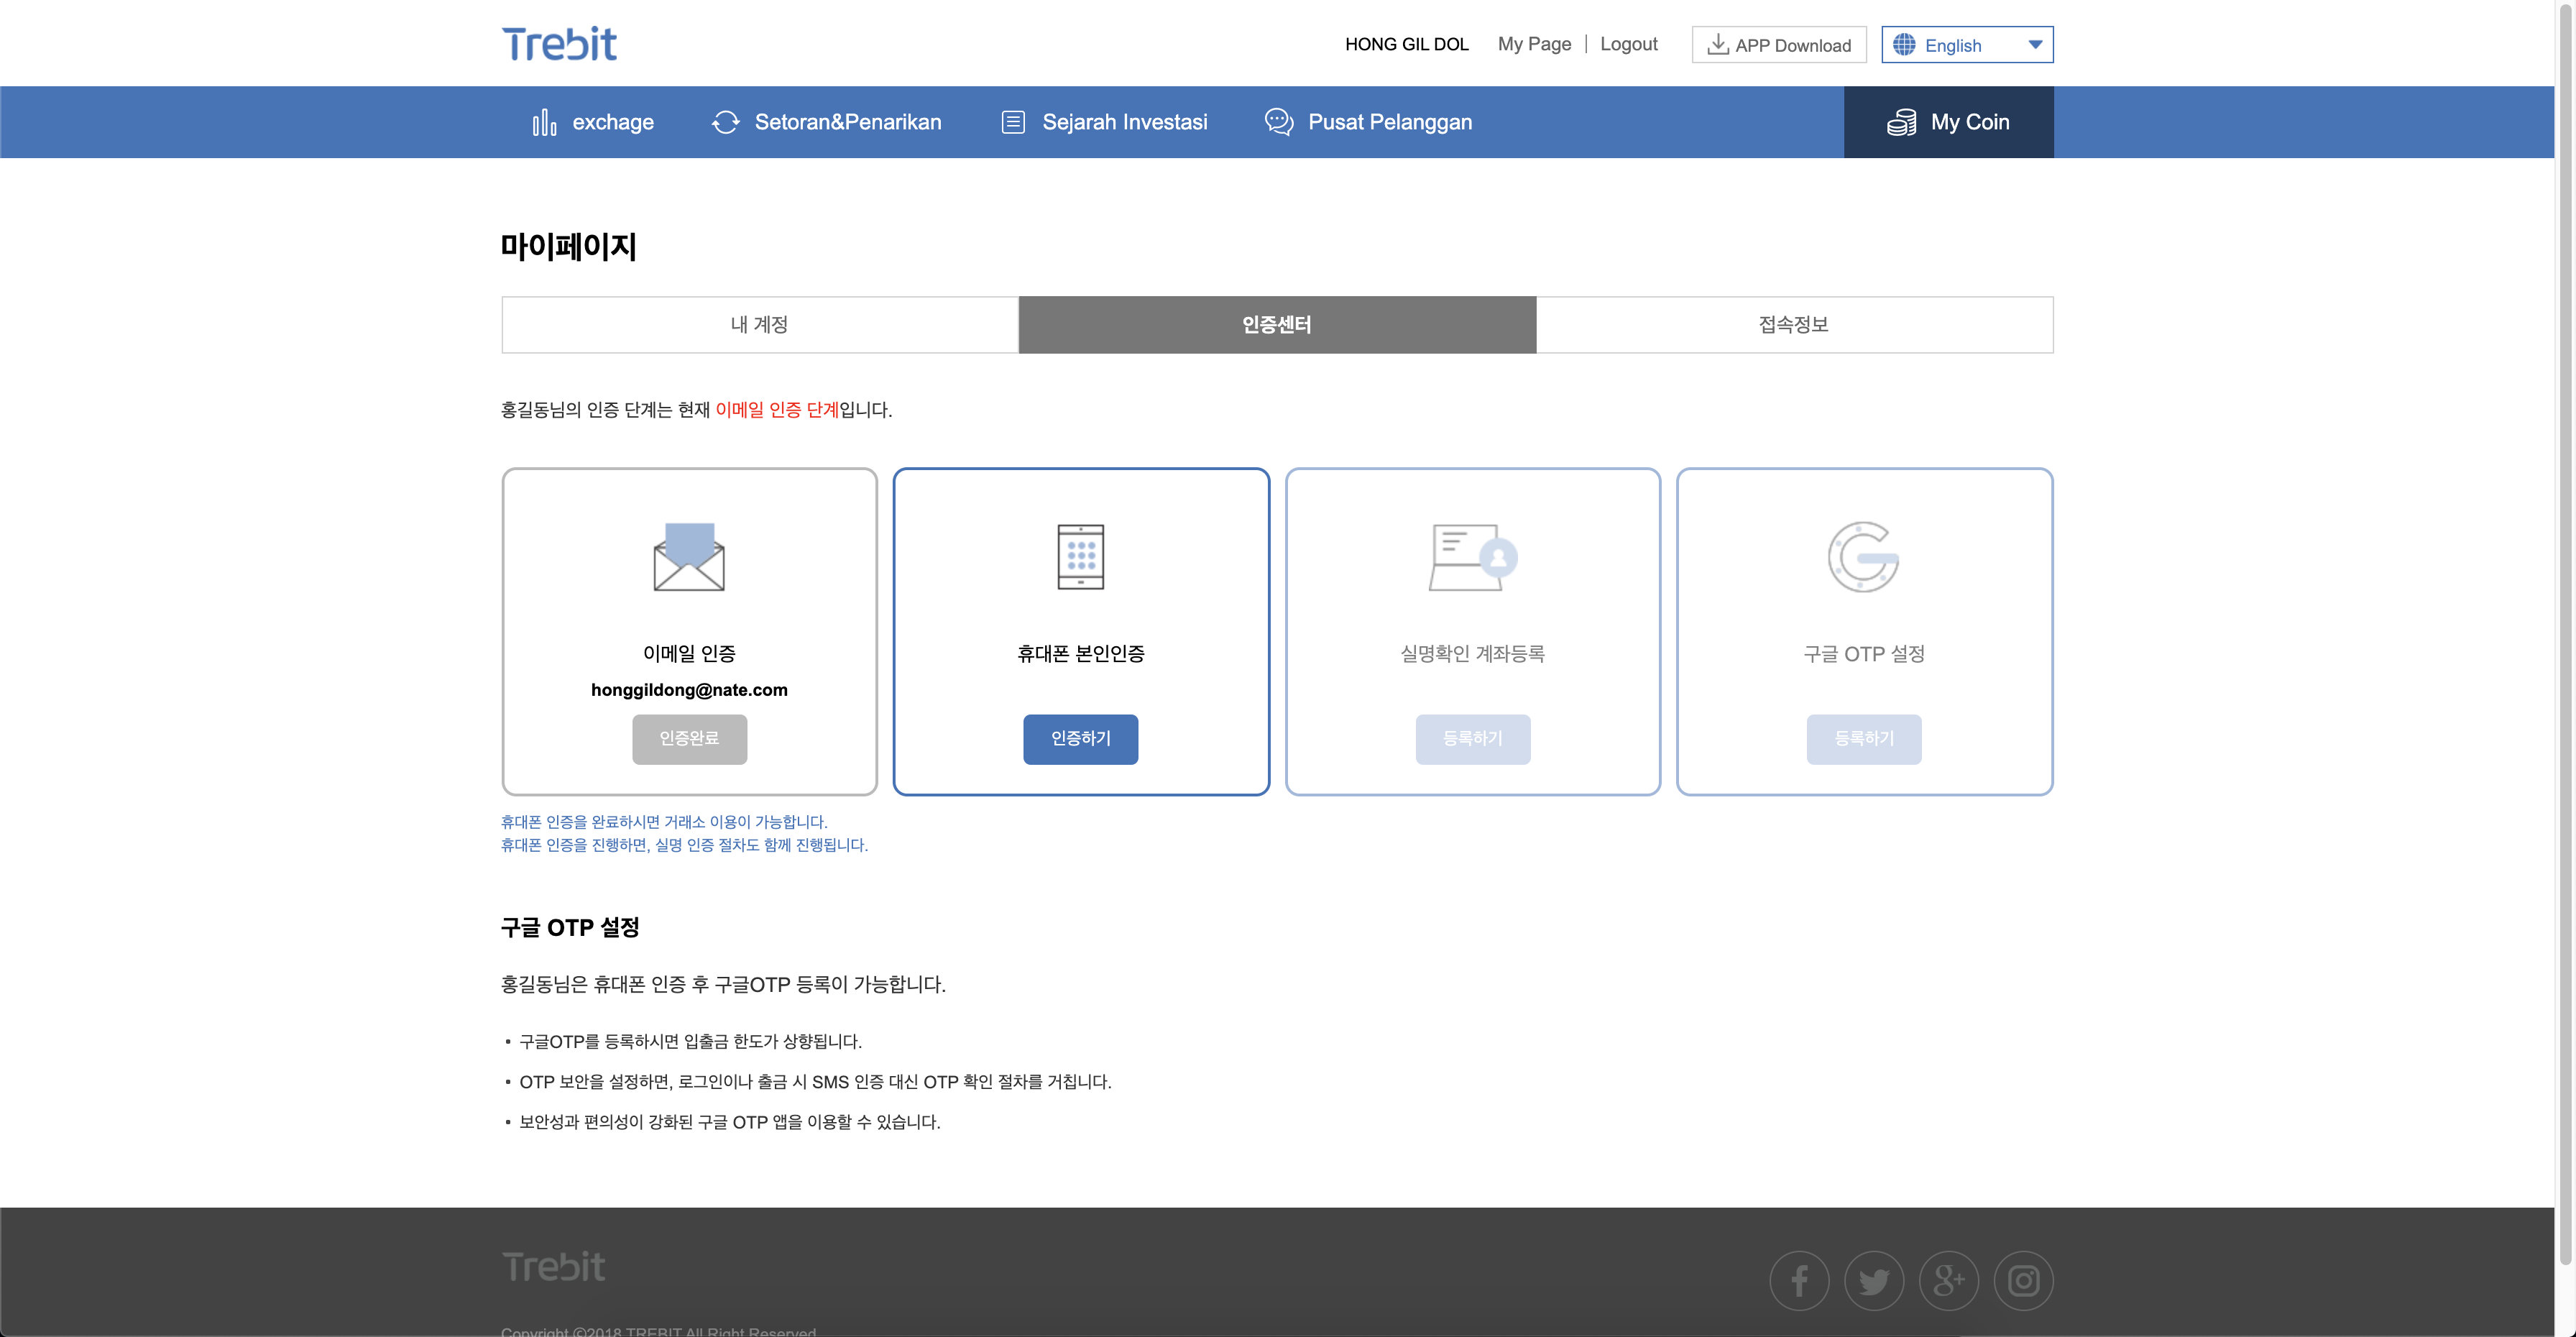 Trebit
HONG GIL DOL My Page | Logout APP Download English
exchage Setoran&Penarikan Sejarah Investasi Pusat Pelanggan My Coin
마이페이지
내 계정 인증센터 접속정보
홍길동님의 인증 단계는 현재 이메일 인증 단계입니다.
이메일 인증 휴대폰 본인인증 실명확인 계좌등록 구글 OTP 설정
honggildong@nate.com
인증완료 인증하기 등록하기 등록하기
휴대폰 인증을 완료하시면 거래소 이용이 가능합니다.
휴대폰 인증을 진행하면, 실명 인증 절차도 함께 진행됩니다.
구글 OTP 설정
홍길동님은 휴대폰 인증 후 구글OTP 등록이 가능합니다.
• 구글OTP를 등록하시면 입출금 한도가 상향됩니다.
• OTP 보안을 설정하면, 로그인이나 출금 시 SMS 인증 대신 OTP 확인 절차를 거칩니다.
• 보안성과 편의성이 강화된 구글 OTP 앱을 이용할 수 있습니다.
Trebit
Copyright ©2018 TREBIT All Right Reserved